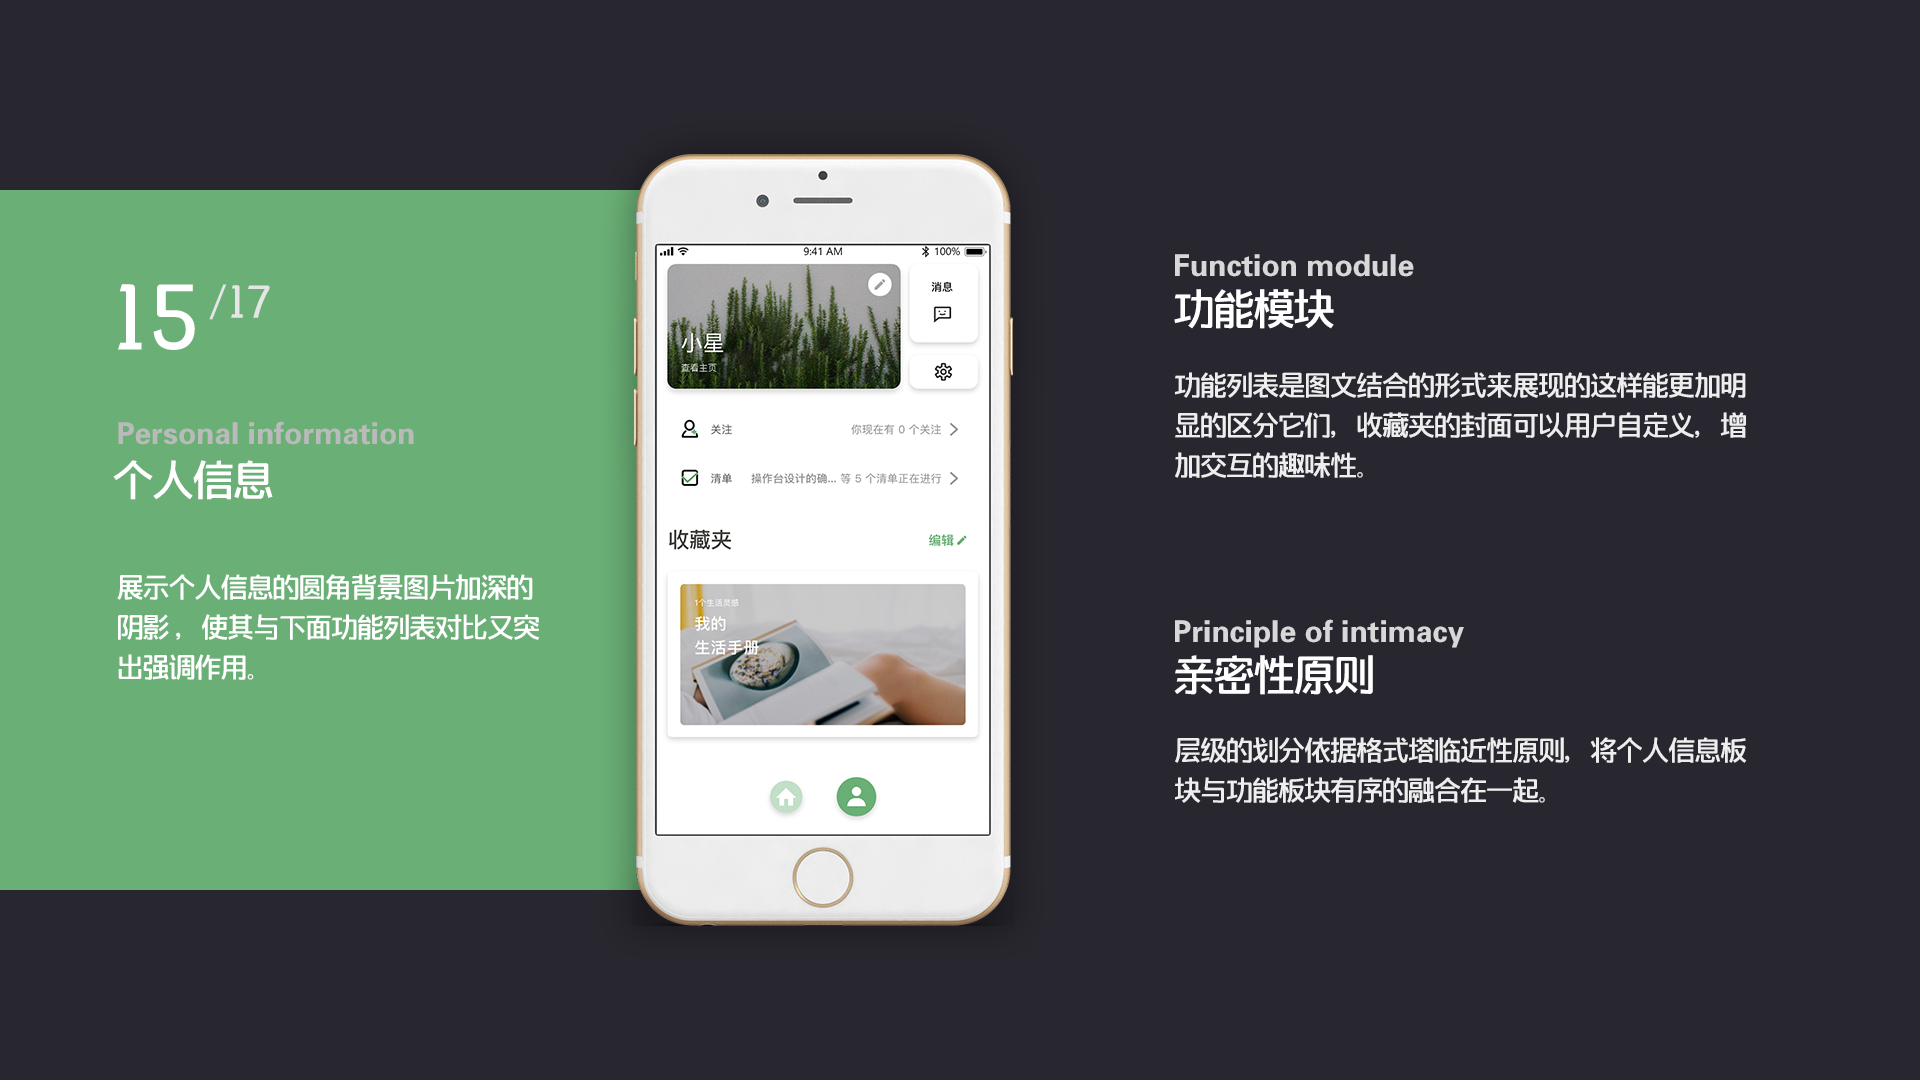 15 /17
Personal information
个人信息
展示个人信息的圆角背景图片加深的
阴影，使其与下面功能列表对比又突
出强调作用。
9:41 AM
100%
小星
查看主页
消息
关注
你现在有 0 个关注
清单
操作台设计的确... 等 5 个清单正在进行
收藏夹
编辑
1个生活灵感
我的
生活手册
Function module
功能模块
功能列表是图文结合的形式来展现的这样能更加明
显的区分它们，收藏夹的封面可以用户自定义，增
加交互的趣味性。
Principle of intimacy
亲密性原则
层级的划分依据格式塔临近性原则，将个人信息板
块与功能板块有序的融合在一起。